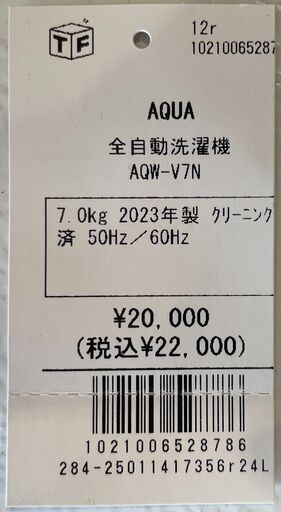 TF
12r
10210065287
AQUA
全自動洗濯機
AQW-V7N
7.0kg 2023年製 クリーニング
済 50Hz／60Hz
¥20,000
(税込¥22,000)
1021006528786
284-25011417356r24L